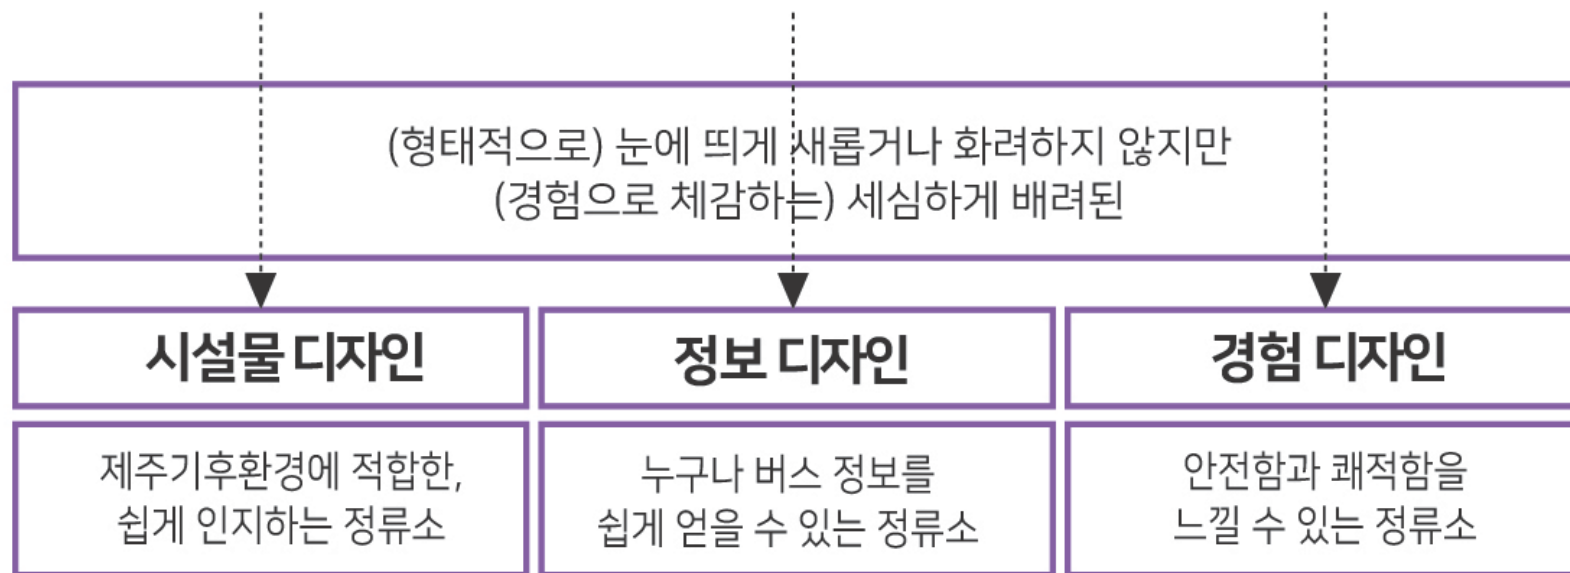 (형태적으로) 눈에 띄게 새롭거나 화려하지 않지만
(경험으로 체감하는) 세심하게 배려된
시설물 디자인
정보 디자인
경험 디자인
제주기후환경에 적합한,
쉽게 인지하는 정류소
누구나 버스 정보를
쉽게 얻을 수 있는 정류소
안전함과 쾌적함을
느낄 수 있는 정류소